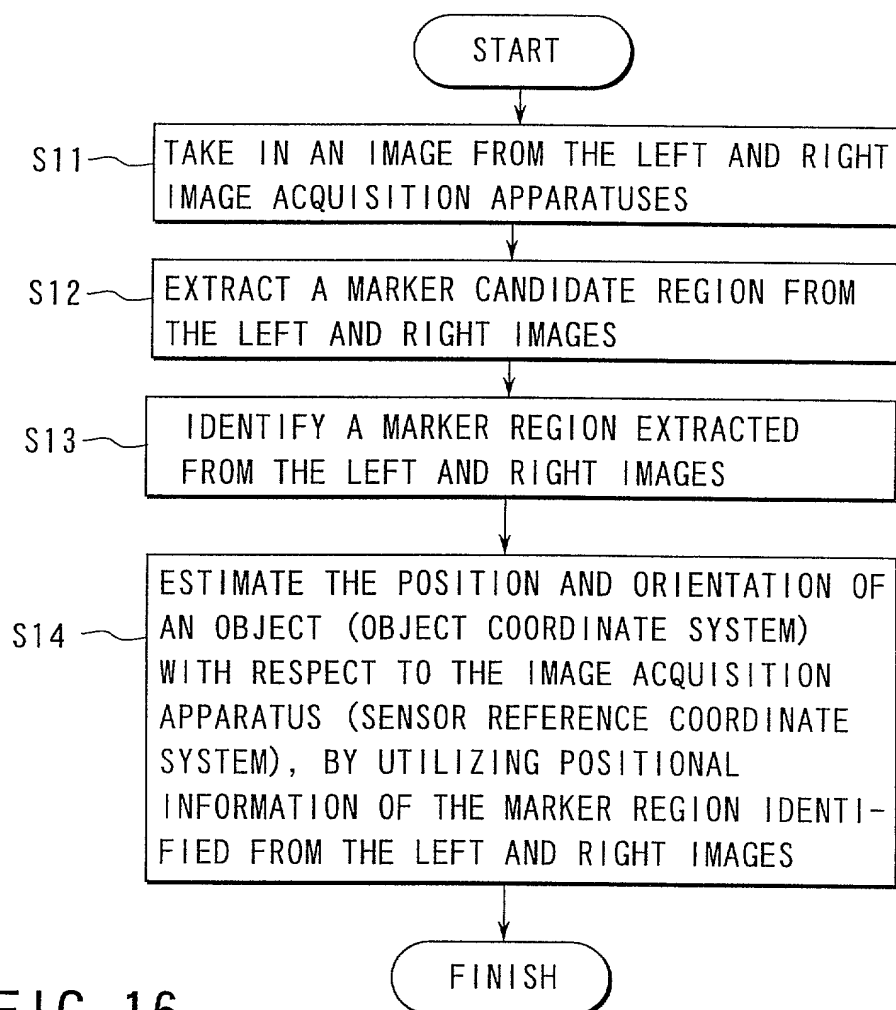 START
S11
TAKE IN AN IMAGE FROM THE LEFT AND RIGHT
IMAGE ACQUISITION APPARATUSES
S12
EXTRACT A MARKER CANDIDATE REGION FROM
THE LEFT AND RIGHT IMAGES
S13
IDENTIFY A MARKER REGION EXTRACTED
FROM THE LEFT AND RIGHT IMAGES
S14
ESTIMATE THE POSITION AND ORIENTATION OF
AN OBJECT (OBJECT COORDINATE SYSTEM)
WITH RESPECT TO THE IMAGE ACQUISITION
APPARATUS (SENSOR REFERENCE COORDINATE
SYSTEM), BY UTILIZING POSITIONAL
INFORMATION OF THE MARKER REGION IDENTI-
FIED FROM THE LEFT AND RIGHT IMAGES
FINISH
FIG. 16